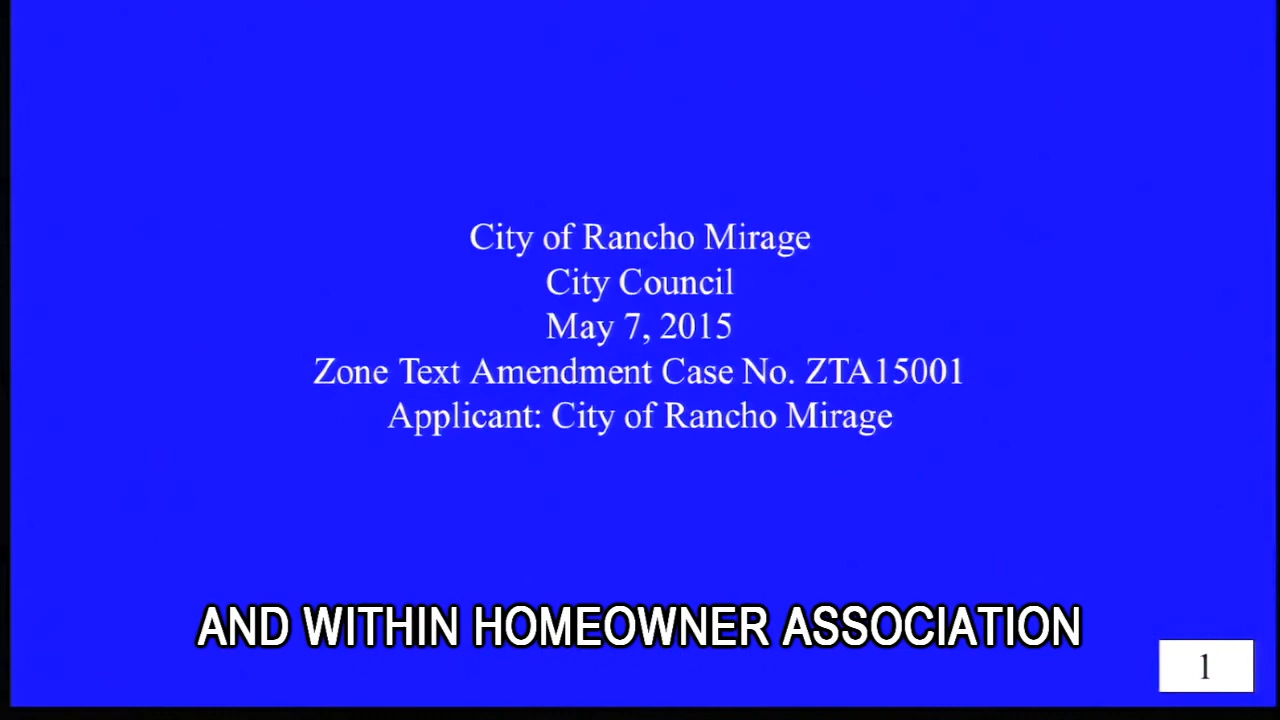 City of Rancho Mirage
City Council
May 7, 2015
Zone Text Amendment Case No. ZTA15001
Applicant: City of Rancho Mirage
AND WITHIN HOMEOWNER ASSOCIATION
1